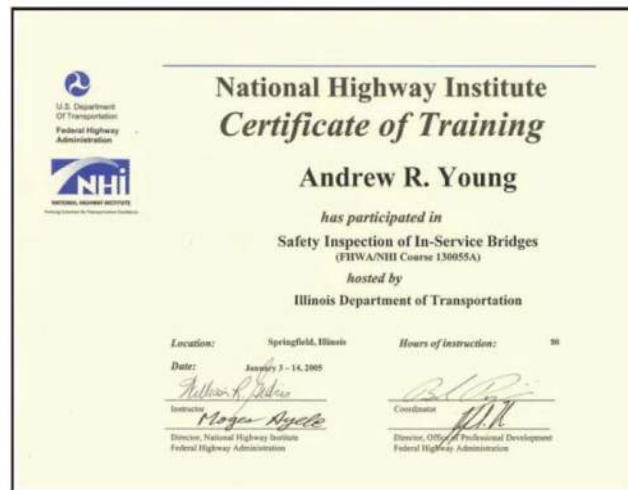 U.S. Department
Of Transportation
Federal Highway
Administration
NHI
NATIONAL HIGHWAY INSTITUTE
National Highway Institute
Certificate of Training
Andrew R. Young
has participated in
Safety Inspection of In-Service Bridges
(FHWA/NHI Course 130055A)
hosted by
Illinois Department of Transportation
Location: Springfield, Illinois Hours of instruction: 80
Date: January 3 – 14, 2005
Instructor Coordinator
Moges Ayele
Director, National Highway Institute Director, Office of Professional Development
Federal Highway Administration Federal Highway Administration